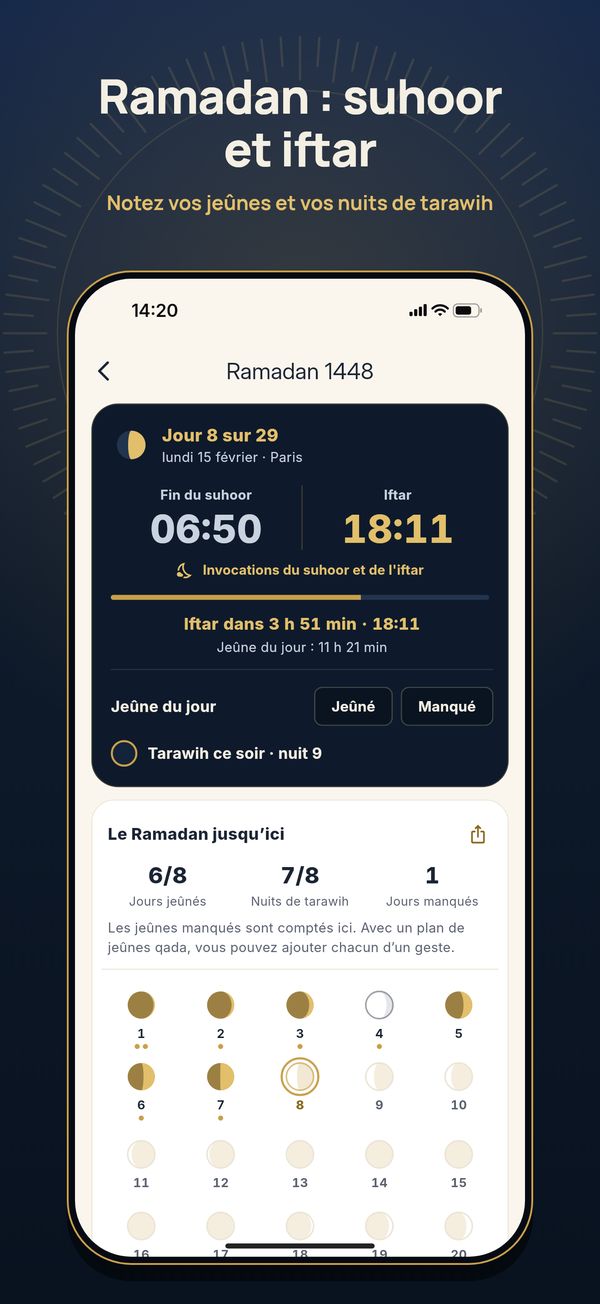 Ramadan : suhoor
et iftar
Notez vos jeûnes et vos nuits de tarawih
14:20
Ramadan 1448
Jour 8 sur 29
lundi 15 février · Paris
Fin du suhoor Iftar
06:50 18:11
Invocations du suhoor et de l'iftar
Iftar dans 3 h 51 min · 18:11
Jeûne du jour : 11 h 21 min
Jeûne du jour Jeûné Manqué
Tarawih ce soir · nuit 9
Le Ramadan jusqu’ici
6/8 7/8 1
Jours jeûnés Nuits de tarawih Jours manqués
Les jeûnes manqués sont comptés ici. Avec un plan de
jeûnes qada, vous pouvez ajouter chacun d’un geste.
1 2 3 4 5
6 7 8 9 10
11 12 13 14 15
16 17 18 19 20